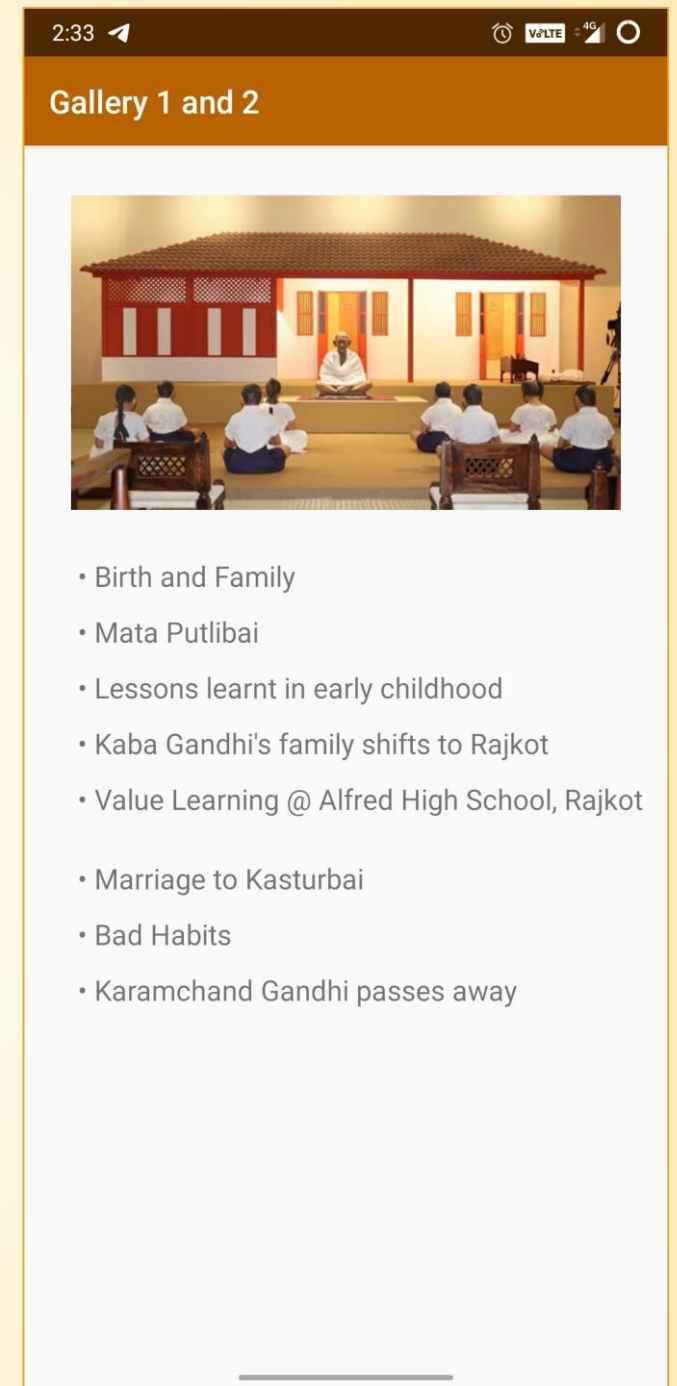 2:33 VoLTE 4G
Gallery 1 and 2
• Birth and Family
• Mata Putlibai
• Lessons learnt in early childhood
• Kaba Gandhi's family shifts to Rajkot
• Value Learning @ Alfred High School, Rajkot
• Marriage to Kasturbai
• Bad Habits
• Karamchand Gandhi passes away